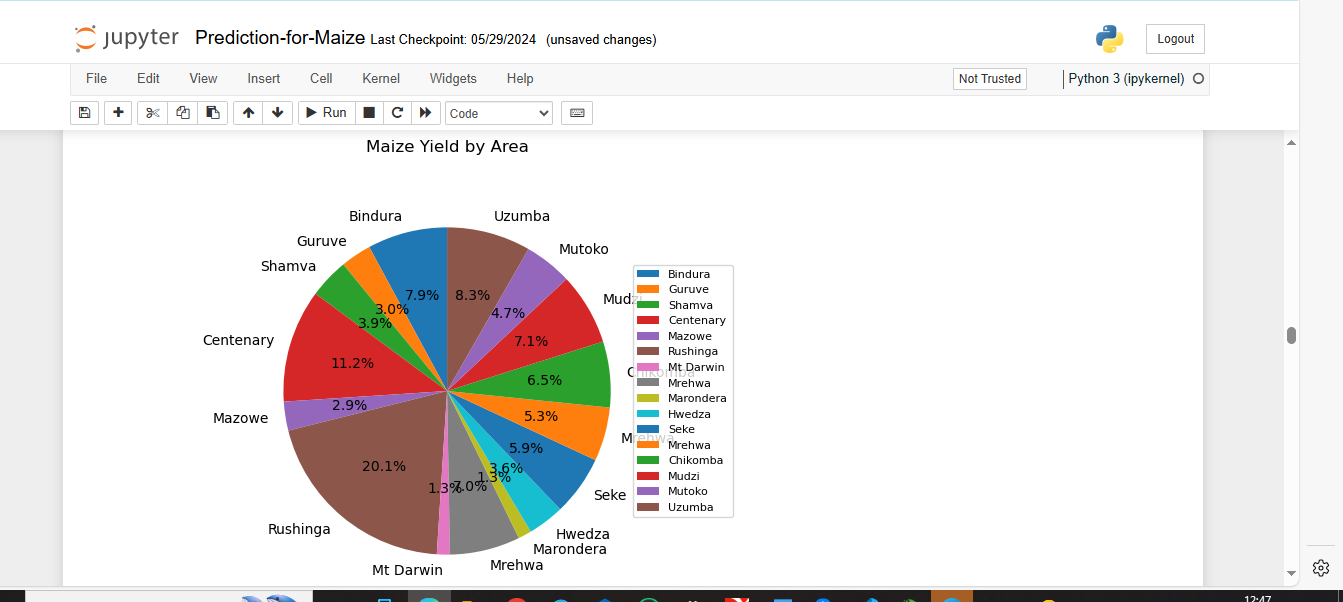 jupyter Prediction-for-Maize Last Checkpoint: 05/29/2024 (unsaved changes)
Logout
File Edit View Insert Cell Kernel Widgets Help
Not Trusted Python 3 (ipykernel)
Run Code
Maize Yield by Area
Bindura
Uzumba
Guruve
Mutoko
Shamva
Mudzi
Centenary
Chikomba
Mazowe
Mrehwa
Rushinga
Seke
Hwedza
Marondera
Mrehwa
Mt Darwin
7.9%
8.3%
3.0%
4.7%
3.9%
7.1%
11.2%
6.5%
2.9%
5.3%
20.1%
5.9%
3.6%
1.3%
7.0%
1.3%
Bindura
Guruve
Shamva
Centenary
Mazowe
Rushinga
Mt Darwin
Mrehwa
Marondera
Hwedza
Seke
Mrehwa
Chikomba
Mudzi
Mutoko
Uzumba
12:47